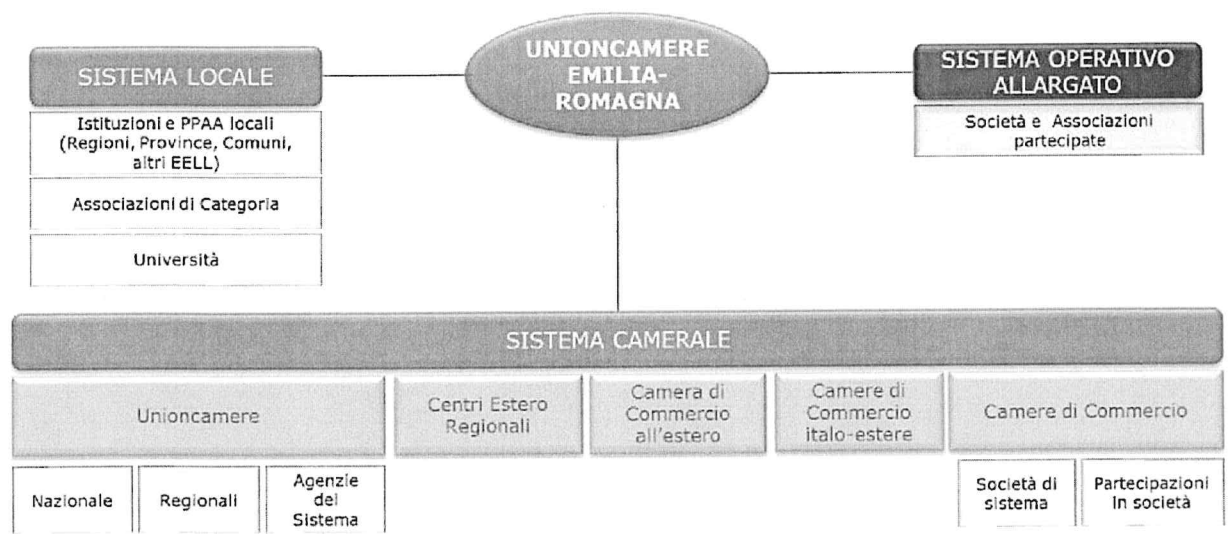 UNIONCAMERE
EMILIA-
ROMAGNA
SISTEMA LOCALE
Istituzioni e PPAA locali
(Regioni, Province, Comuni,
altri EELL)
Associazioni di Categoria
Università
SISTEMA OPERATIVO
ALLARGATO
Società e Associazioni
partecipate
SISTEMA CAMERALE
Unioncamere
Centri Estero
Regionali
Camera di
Commercio
all'estero
Camere di
Commercio
italo-estere
Camere di Commercio
Nazionale
Regionali
Agenzie
del
Sistema
Società di
sistema
Partecipazioni
in società